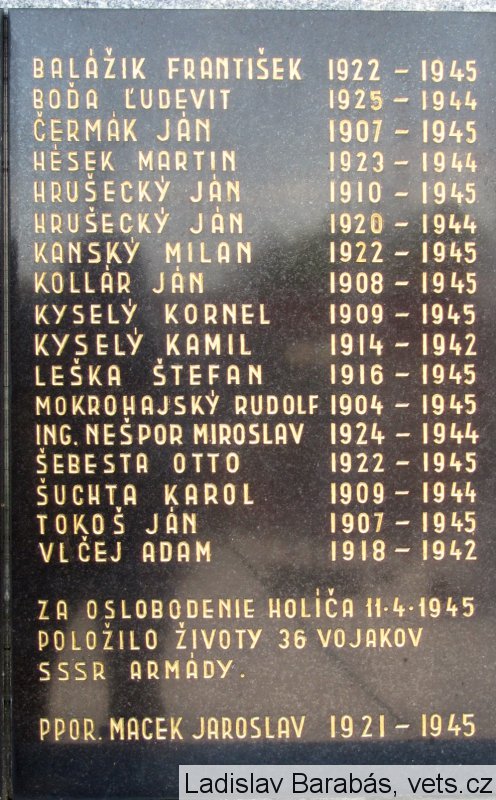 BALÁŽIK FRANTIŠEK 1922 – 1945
BOĎA ĽUDEVIT 1925 – 1944
ČERMÁK JÁN 1907 – 1945
HÉSEK MARTIN 1923 – 1944
HRUŠECKÝ JÁN 1910 – 1945
HRUŠECKÝ JÁN 1920 – 1944
KANSKÝ MILAN 1922 – 1945
KOLLÁR JÁN 1908 – 1945
KYSELÝ KORNEL 1909 – 1945
KYSELÝ KAMIL 1914 – 1942
LEŠKA ŠTEFAN 1916 – 1945
MOKROHAJSKÝ RUDOLF 1904 – 1945
ING. NEŠPOR MIROSLAV 1924 – 1944
ŠEBESTA OTTO 1922 – 1945
ŠUCHTA KAROL 1909 – 1944
TOKOŠ JÁN 1907 – 1945
VLČEJ ADAM 1918 – 1942
ZA OSLOBODENIE HOLÍČA 11·4·1945
POLOŽILO ŽIVOTY 36 VOJAKOV
SSSR ARMÁDY.
PPOR. MACEK JAROSLAV 1921 – 1945
Ladislav Barabás, vets.cz